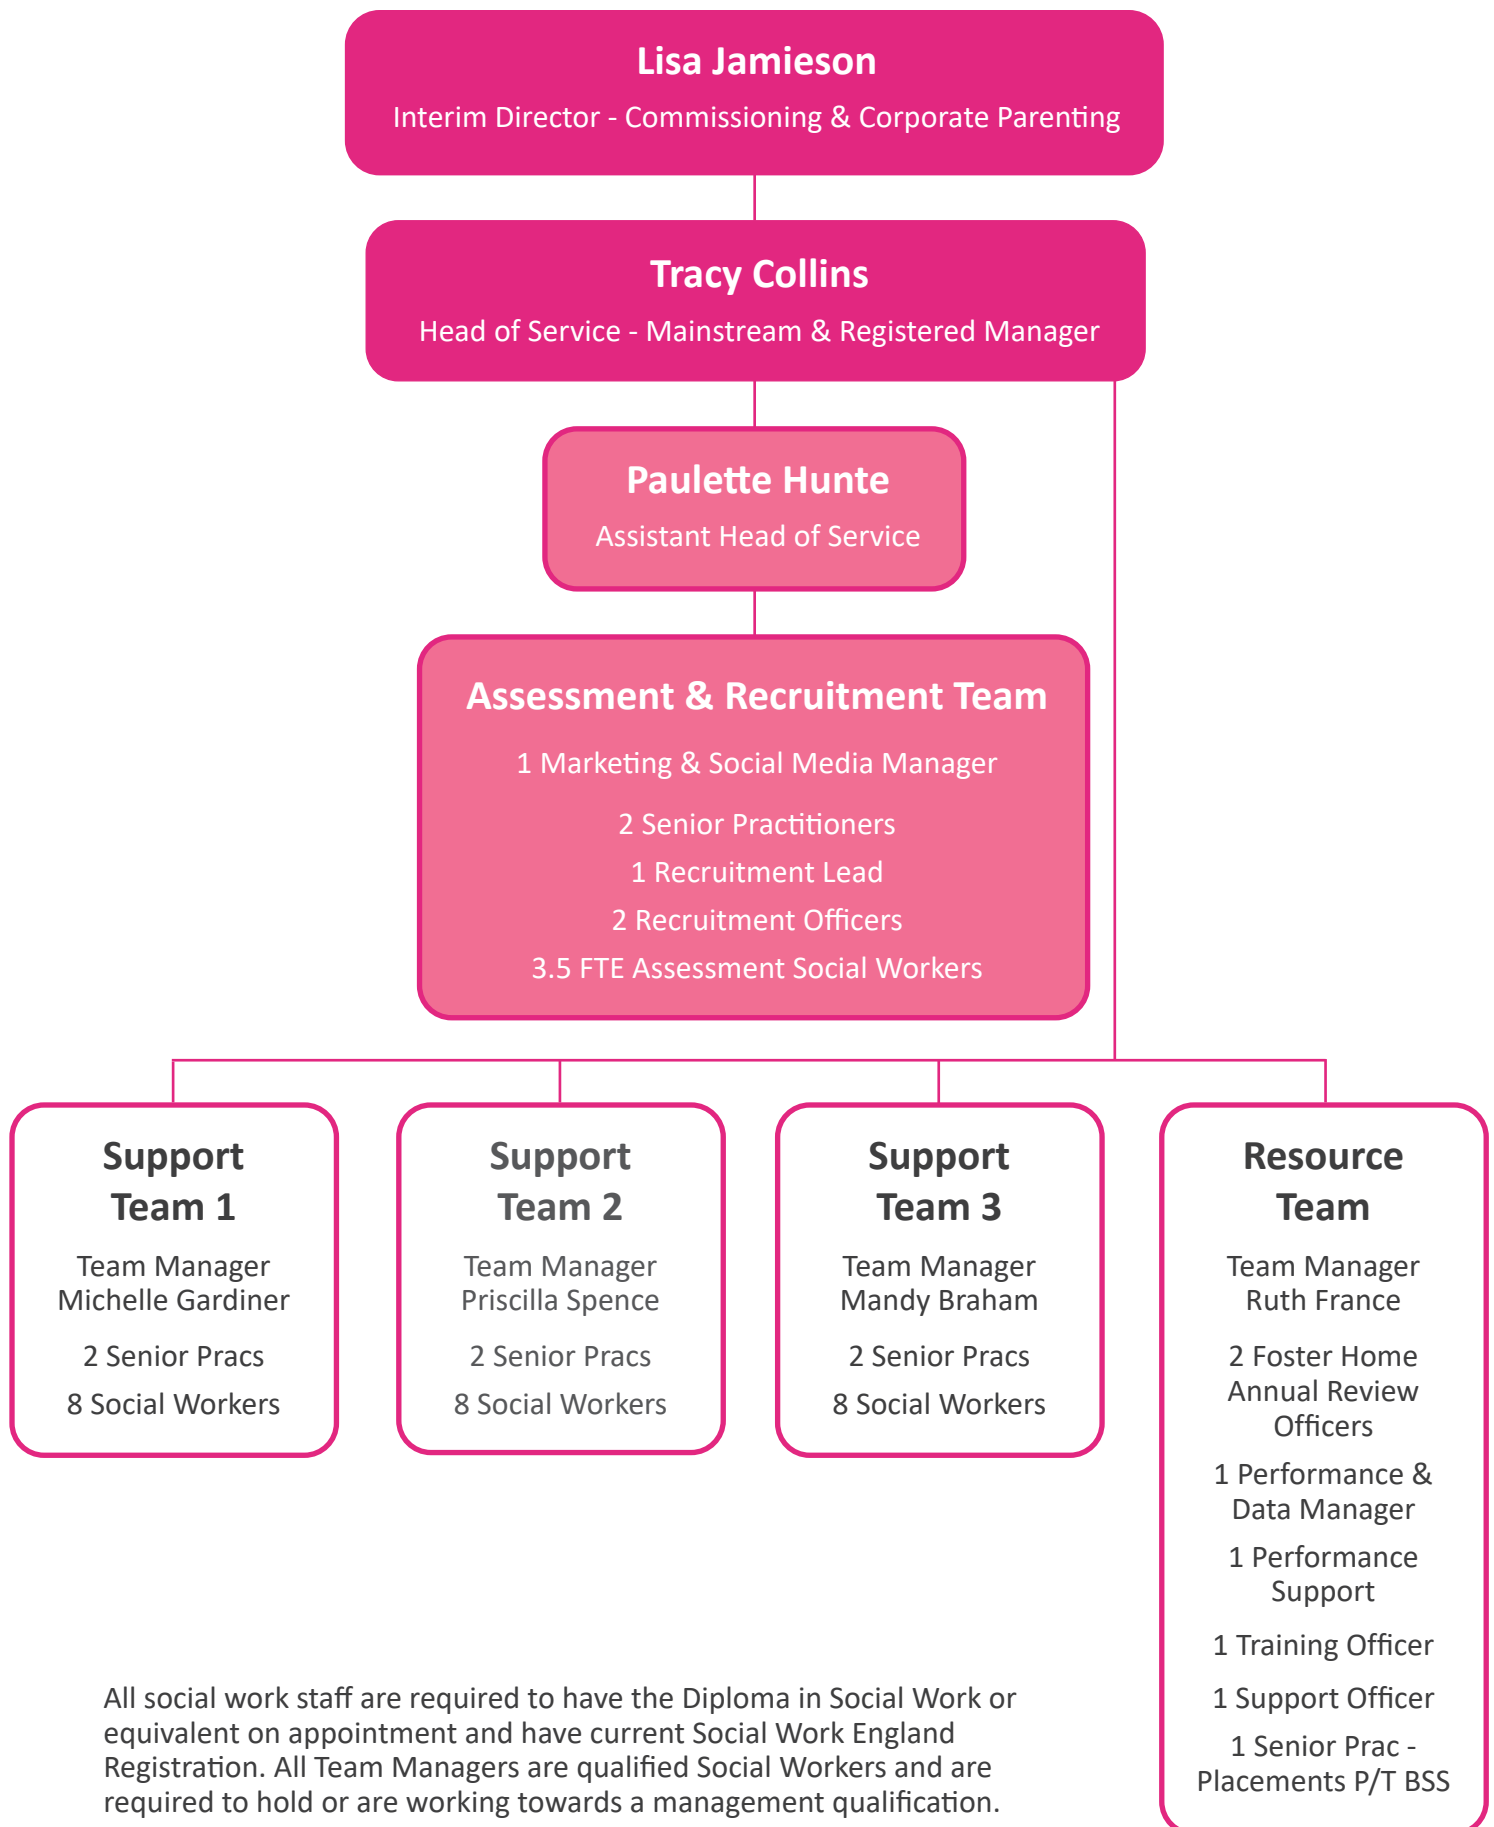 Lisa Jamieson
Interim Director - Commissioning & Corporate Parenting
Tracy Collins
Head of Service - Mainstream & Registered Manager
Paulette Hunte
Assistant Head of Service
Assessment & Recruitment Team
1 Marketing & Social Media Manager
2 Senior Practitioners
1 Recruitment Lead
2 Recruitment Officers
3.5 FTE Assessment Social Workers
Support
Team 1
Team Manager
Michelle Gardiner
2 Senior Pracs
8 Social Workers
Support
Team 2
Team Manager
Priscilla Spence
2 Senior Pracs
8 Social Workers
Support
Team 3
Team Manager
Mandy Braham
2 Senior Pracs
8 Social Workers
Resource
Team
Team Manager
Ruth France
2 Foster Home
Annual Review
Officers
1 Performance &
Data Manager
1 Performance
Support
1 Training Officer
1 Support Officer
1 Senior Prac -
Placements P/T BSS
All social work staff are required to have the Diploma in Social Work or
equivalent on appointment and have current Social Work England
Registration. All Team Managers are qualified Social Workers and are
required to hold or are working towards a management qualification.